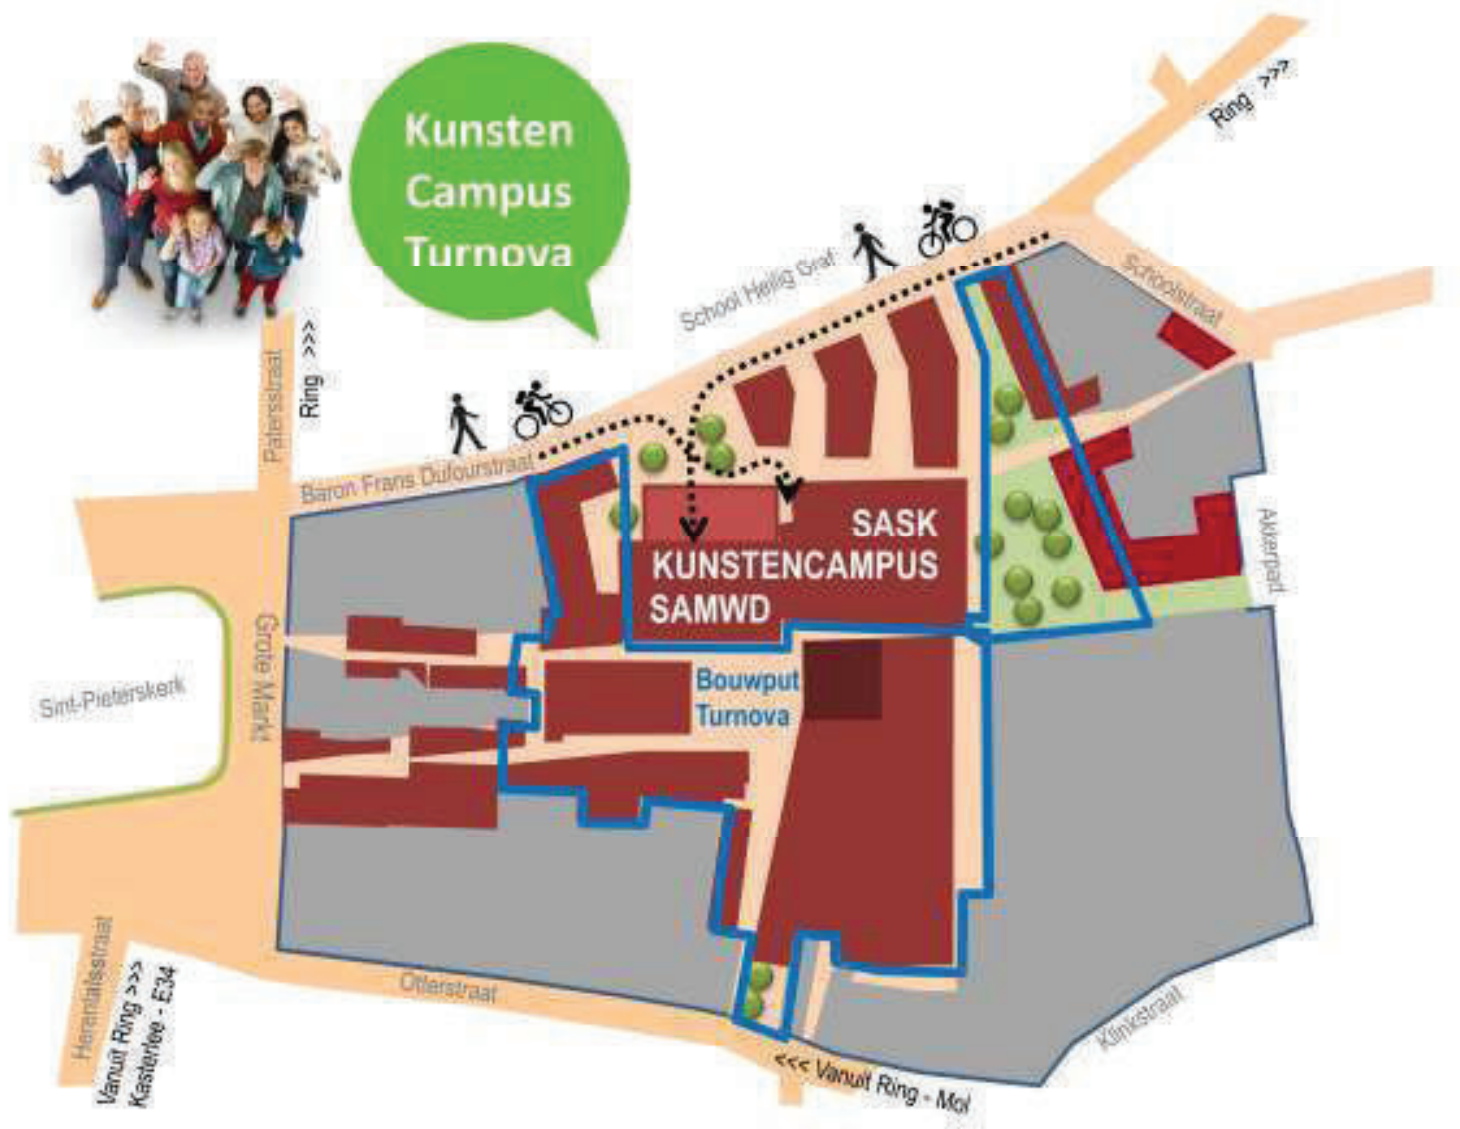 Kunsten
Campus
Turnova
Ring >>>
School Heilig Graf
Schoolstraat
Patersstraat
Ring >>>
Baron Frans Dufourstraat
SASK
KUNSTENCAMPUS
SAMWD
Akkerpad
Grote Markt
Sint-Pieterskerk
Bouwput
Turnova
Herentalsstraat
Vanuit Ring >>>
Kasterlee - E34
Otterstraat
Klinkstraat
<<< Vanuit Ring - Mol